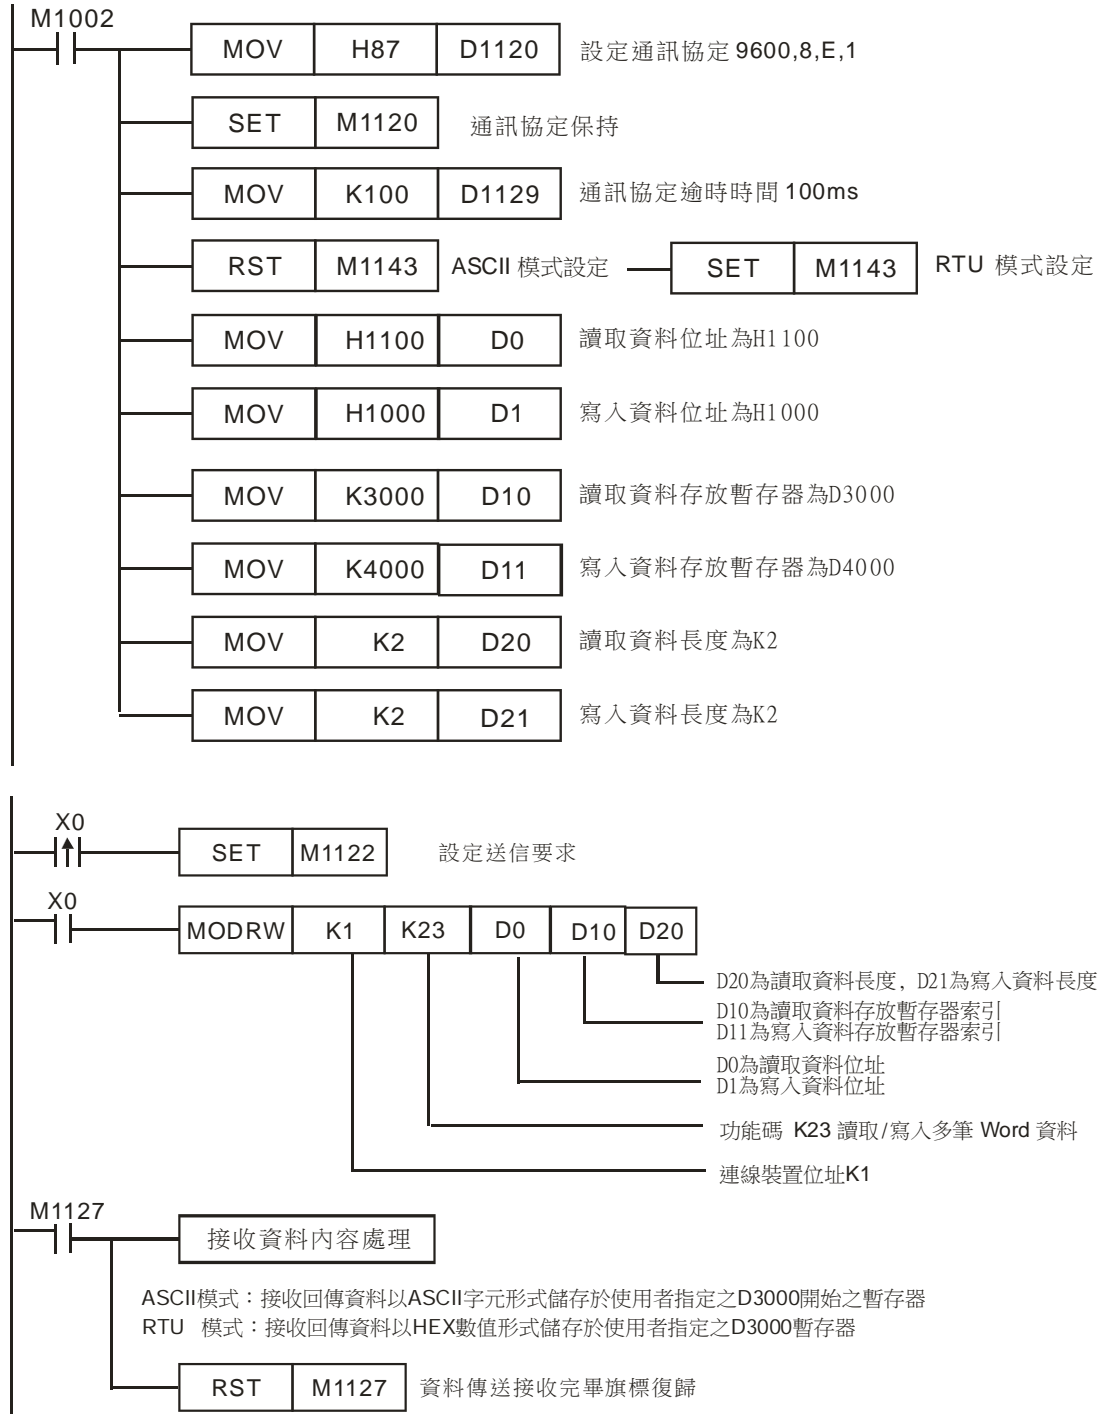 M1002
MOV H87 D1120 設定通訊協定 9600,8,E,1
SET M1120 通訊協定保持
MOV K100 D1129 通訊協定逾時時間 100ms
RST M1143 ASCII 模式設定 SET M1143 RTU 模式設定
MOV H1100 D0 讀取資料位址為H1100
MOV H1000 D1 寫入資料位址為H1000
MOV K3000 D10 讀取資料存放暫存器為D3000
MOV K4000 D11 寫入資料存放暫存器為D4000
MOV K2 D20 讀取資料長度為K2
MOV K2 D21 寫入資料長度為K2
X0
SET M1122 設定送信要求
X0
MODRW K1 K23 D0 D10 D20
D20為讀取資料長度, D21為寫入資料長度
D10為讀取資料存放暫存器索引
D11為寫入資料存放暫存器索引
D0為讀取資料位址
D1為寫入資料位址
功能碼 K23 讀取/寫入多筆 Word 資料
連線裝置位址K1
M1127
接收資料內容處理
ASCII模式：接收回傳資料以ASCII字元形式儲存於使用者指定之D3000開始之暫存器
RTU 模式：接收回傳資料以HEX數值形式儲存於使用者指定之D3000暫存器
RST M1127 資料傳送接收完畢旗標復歸